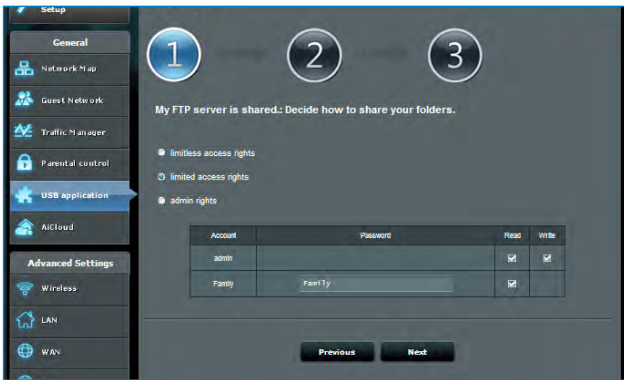 Setup
General
Network Map
Guest Network
Traffic Manager
Parental control
USB application
AiCloud
Advanced Settings
Wireless
LAN
WAN
1 2 3
My FTP server is shared.: Decide how to share your folders.
limitless access rights
limited access rights
admin rights
Account Password Read Write
admin
Family Family
Previous Next